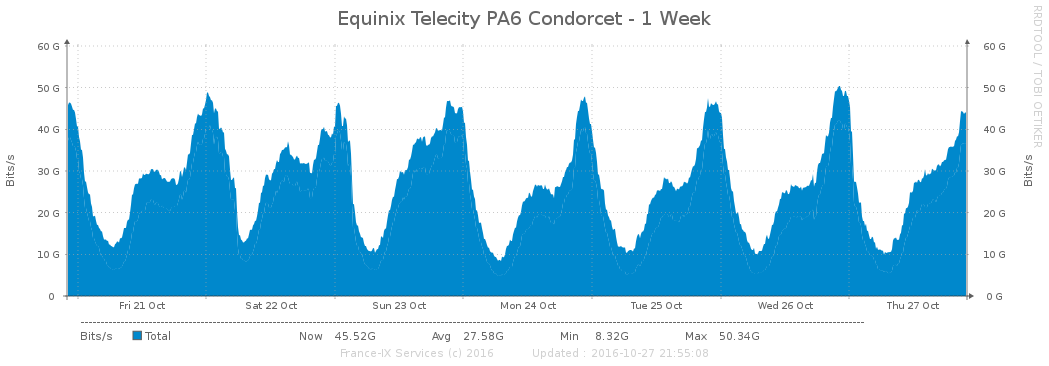 Equinix Telecity PA6 Condorcet - 1 Week
RRDTOOL / TOBI OETIKER
Bits/s
Bits/s
60 G 60 G
50 G 50 G
40 G 40 G
30 G 30 G
20 G 20 G
10 G 10 G
0 0 G
Fri 21 Oct Sat 22 Oct Sun 23 Oct Mon 24 Oct Tue 25 Oct Wed 26 Oct Thu 27 Oct
Bits/s Total Now 45.52G Avg 27.58G Min 8.32G Max 50.34G
France-IX Services (c) 2016 Updated : 2016-10-27 21:55:08